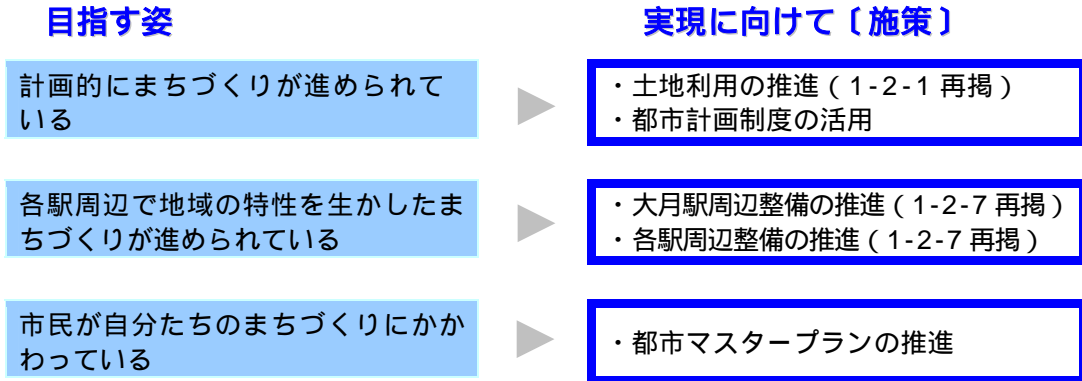 目指す姿
実現に向けて〔施策〕
計画的にまちづくりが進められて
いる
・土地利用の推進(1-2-1 再掲)
・都市計画制度の活用
各駅周辺で地域の特性を生かしたま
ちづくりが進められている
・大月駅周辺整備の推進(1-2-7 再掲)
・各駅周辺整備の推進(1-2-7 再掲)
市民が自分たちのまちづくりにかか
わっている
・都市マスタープランの推進